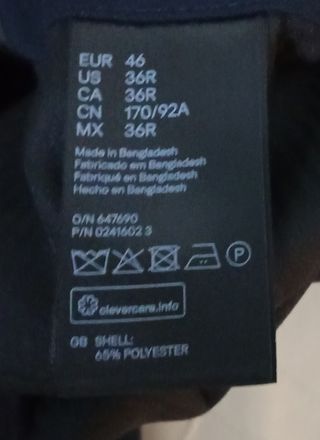 EUR 46
US 36R
CA 36R
CN 170/92A
MX 36R
Made in Bangladesh
Fabricado em Bangladesh
Fabriqué en Bangladesh
Hecho en Bangladesh
O/N 647690
P/N 0241602 3
P
clevercare.info
GB SHELL:
65% POLYESTER